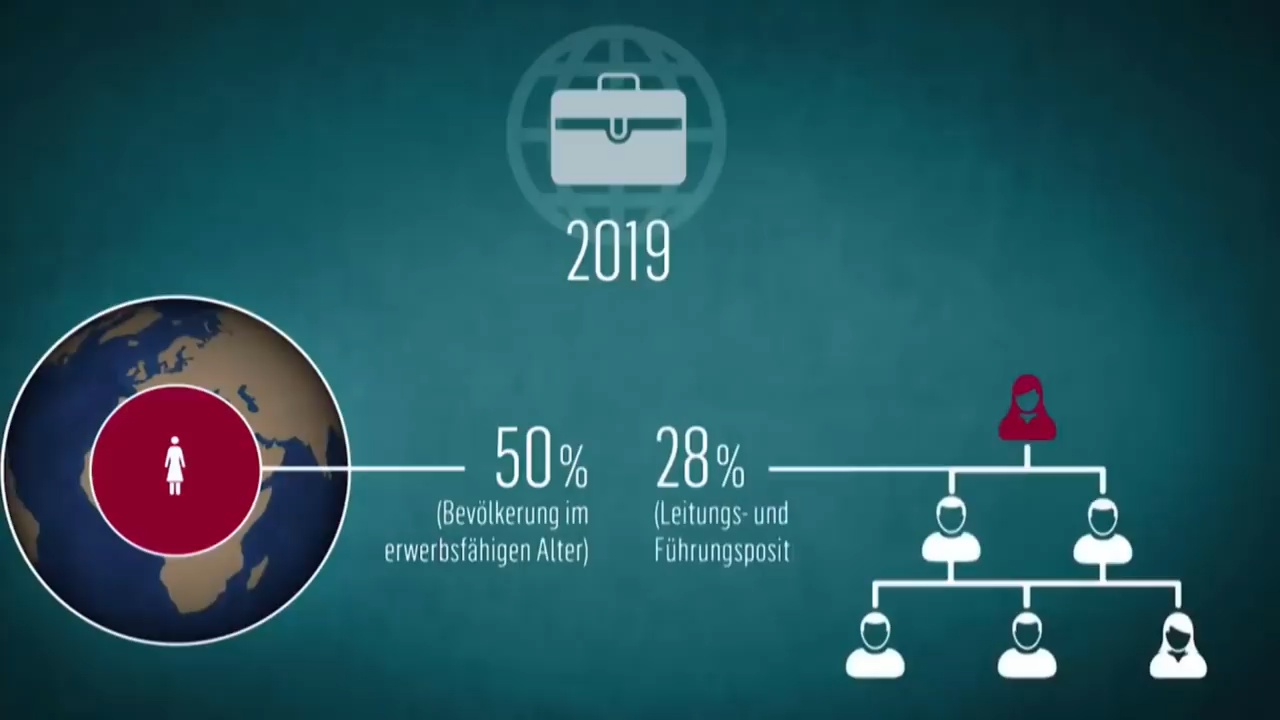 2019
50 %
(Bevölkerung im
erwerbsfähigen Alter)
28 %
(Leitungs- und
Führungsposit